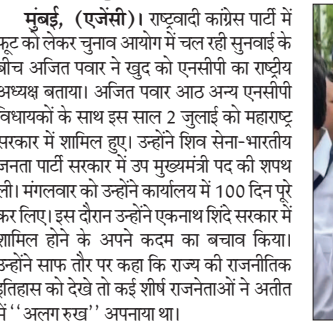 मुंबई, (एजेंसी)। राष्ट्रवादी कांग्रेस पार्टी में
फूट को लेकर चुनाव आयोग में चल रही सुनवाई के
बीच अजित पवार ने खुद को एनसीपी का राष्ट्रीय
अध्यक्ष बताया। अजित पवार आठ अन्य एनसीपी
विधायकों के साथ इस साल 2 जुलाई को महाराष्ट्र
सरकार में शामिल हुए। उन्होंने शिव सेना-भारतीय
जनता पार्टी सरकार में उप मुख्यमंत्री पद की शपथ
ली। मंगलवार को उन्होंने कार्यालय में 100 दिन पूरे
कर लिए। इस दौरान उन्होंने एकनाथ शिंदे सरकार में
शामिल होने के अपने कदम का बचाव किया।
उन्होंने साफ तौर पर कहा कि राज्य की राजनीतिक
इतिहास को देखे तो कई शीर्ष राजनेताओं ने अतीत
में ‘‘अलग रुख’’ अपनाया था।